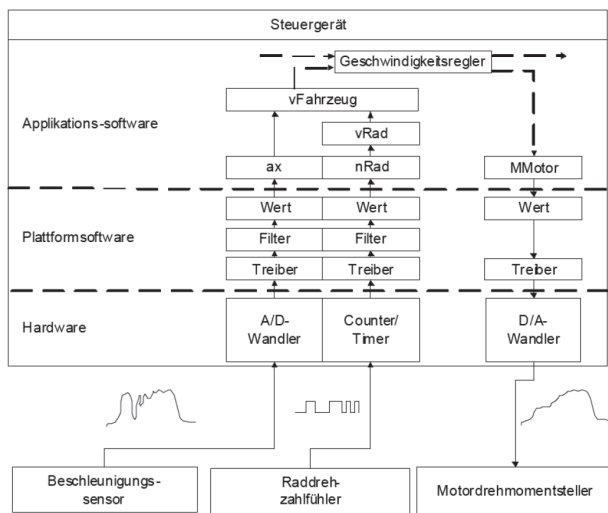 Steuergerät
Geschwindigkeitsregler
vFahrzeug
Applikations-software
vRad
ax
nRad
MMotor
Wert
Wert
Wert
Plattformsoftware
Filter
Filter
Treiber
Treiber
Treiber
Hardware
A/D-
Wandler
Counter/
Timer
D/A-
Wandler
Beschleunigungs-
sensor
Raddreh-
zahlfühler
Motordrehmomentsteller